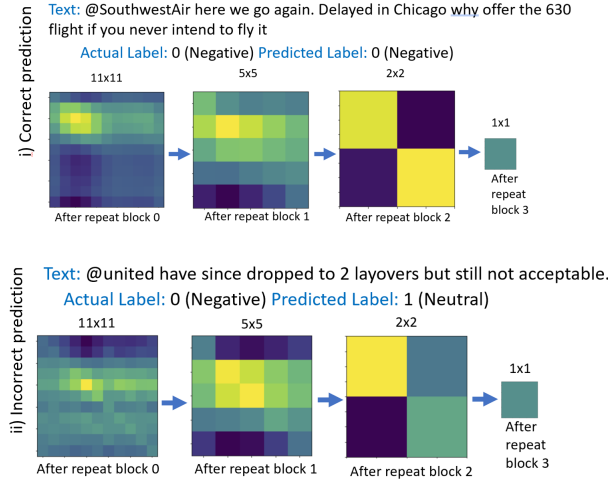 Text: @SouthwestAir here we go again. Delayed in Chicago why offer the 630
flight if you never intend to fly it
Actual Label: 0 (Negative) Predicted Label: 0 (Negative)
i) Correct prediction
11x11
5x5
2x2
1x1
After repeat block 0
After repeat block 1
After repeat block 2
After
repeat
block 3
Text: @united have since dropped to 2 layovers but still not acceptable.
Actual Label: 0 (Negative) Predicted Label: 1 (Neutral)
ii) Incorrect prediction
11x11
5x5
2x2
1x1
After repeat block 0
After repeat block 1
After repeat block 2
After
repeat
block 3